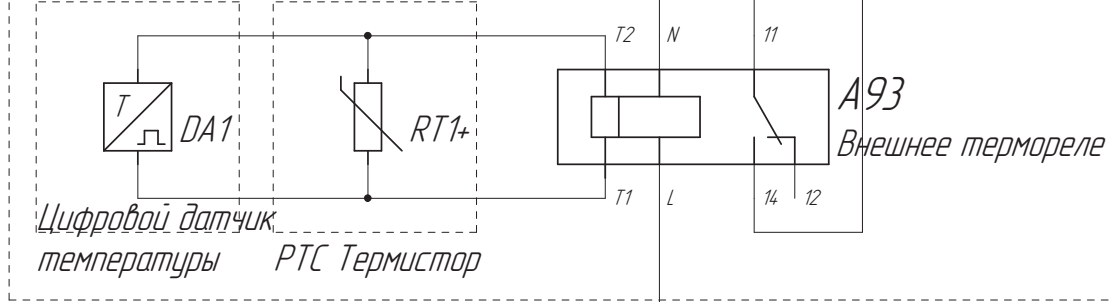 T2 N 11
T DA1 RT1+ A93
Внешнее термореле
T1 L 14 12
Цифровой датчик
температуры PTC Термистор